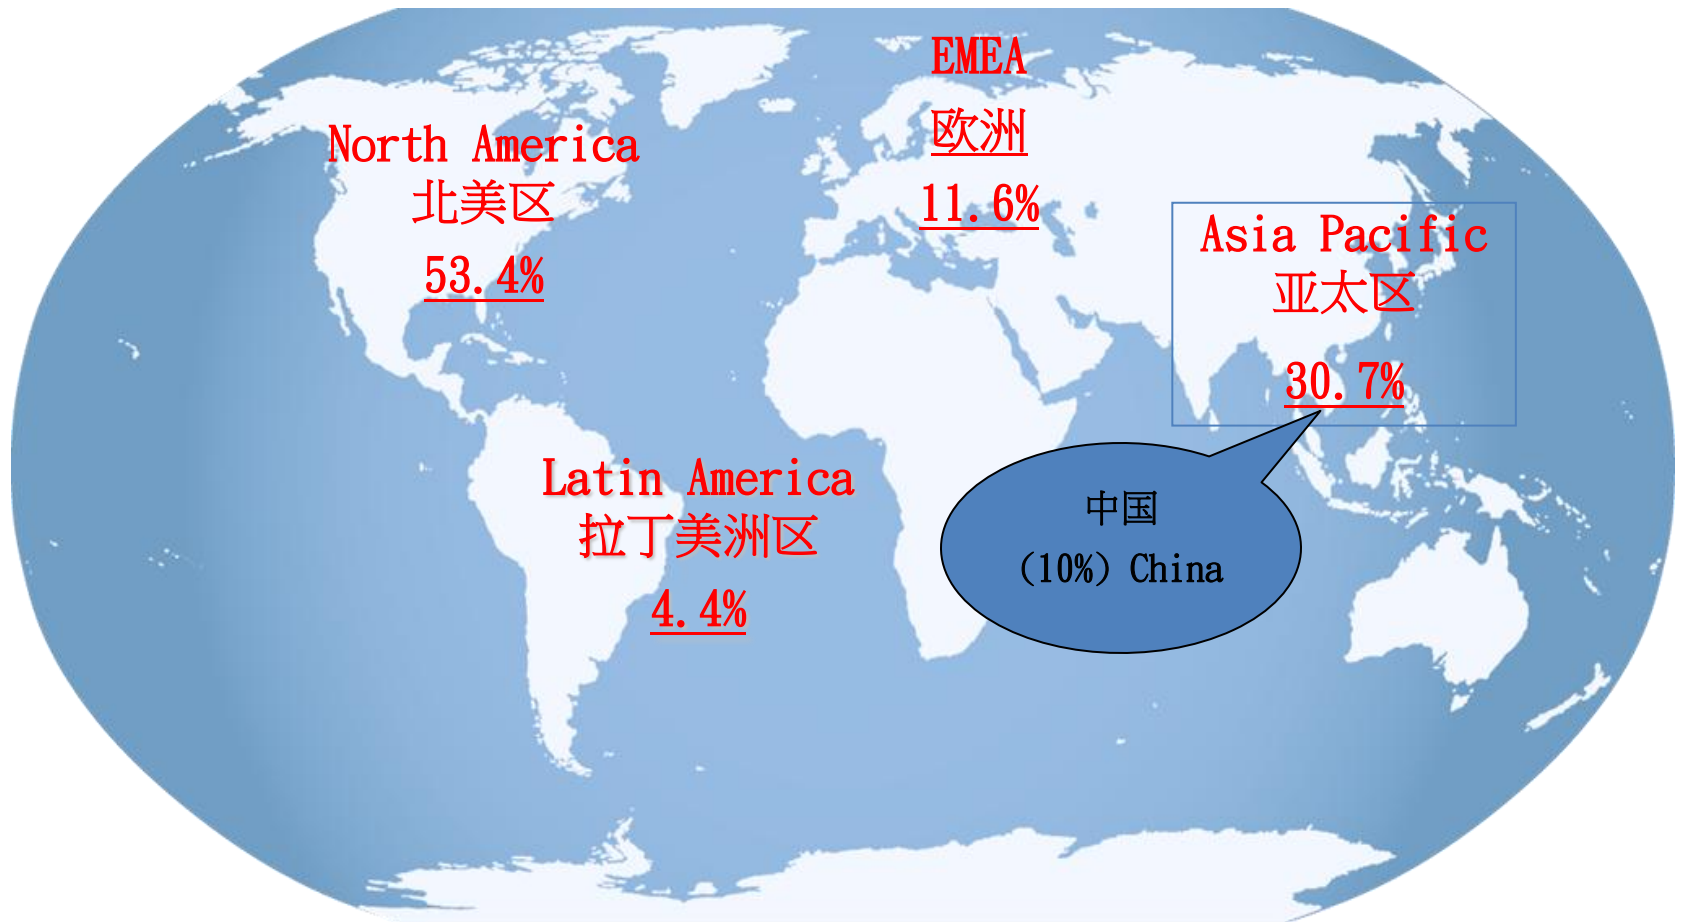 EMEA
欧洲
11.6%
North America
北美区
53.4%
Asia Pacific
亚太区
30.7%
Latin America
拉丁美洲区
4.4%
中国
(10%) China